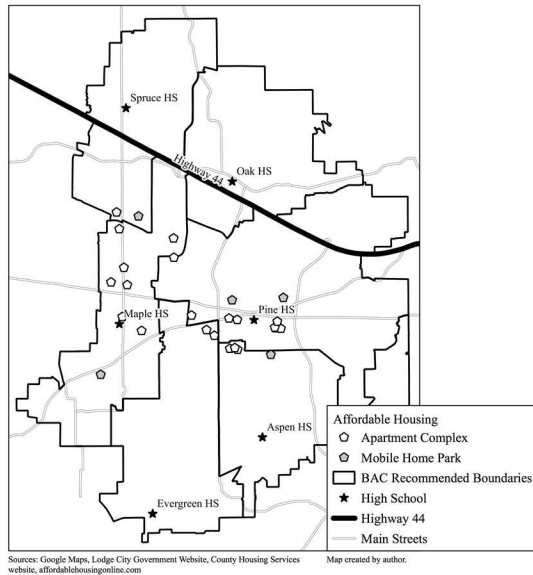 Spruce HS
Highway 44
Oak HS
Maple HS
Pine HS
Aspen HS
Evergreen HS
Affordable Housing
Apartment Complex
Mobile Home Park
BAC Recommended Boundaries
High School
Highway 44
Main Streets
Sources: Google Maps, Lodge City Government Website, County Housing Services
website, affordablehousingonline.com
Map created by author.